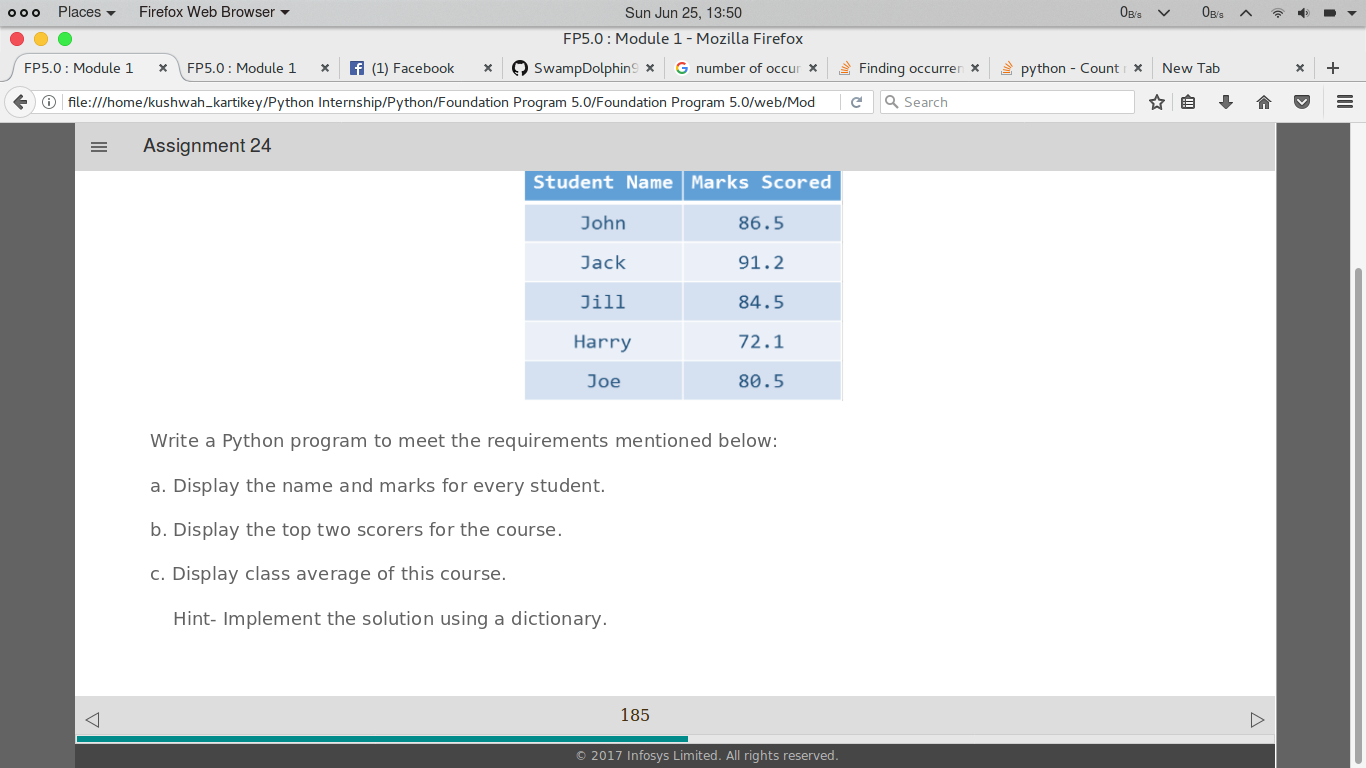 Places Firefox Web Browser Sun Jun 25, 13:50 0B/s 0B/s
FP5.0 : Module 1 - Mozilla Firefox
FP5.0 : Module 1 FP5.0 : Module 1 (1) Facebook SwampDolphin9 number of occur Finding occurren python - Count New Tab
file:///home/kushwah_kartikey/Python Internship/Python/Foundation Program 5.0/Foundation Program 5.0/web/Mod Search
Assignment 24
Student Name Marks Scored
John 86.5
Jack 91.2
Jill 84.5
Harry 72.1
Joe 80.5
Write a Python program to meet the requirements mentioned below:
a. Display the name and marks for every student.
b. Display the top two scorers for the course.
c. Display class average of this course.
Hint- Implement the solution using a dictionary.
185
© 2017 Infosys Limited. All rights reserved.